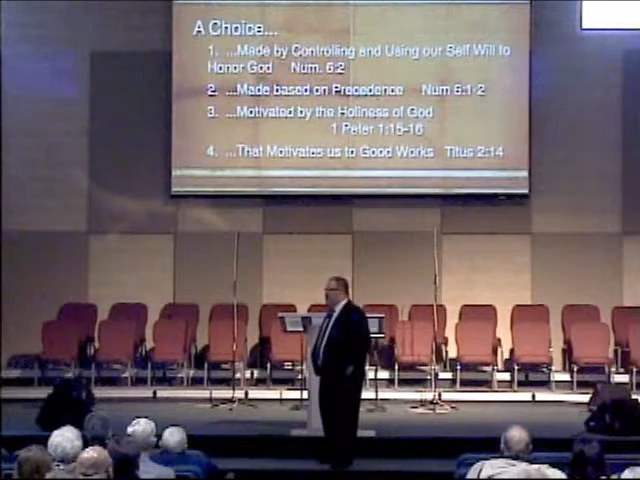 A Choice...
1. ...Made by Controlling and Using our Self Will to
Honor God Num. 6:2
2. ...Made based on Precedence Num 6:1-2
3. ...Motivated by the Holiness of God
1 Peter 1:15-16
4. ...That Motivates us to Good Works Titus 2:14